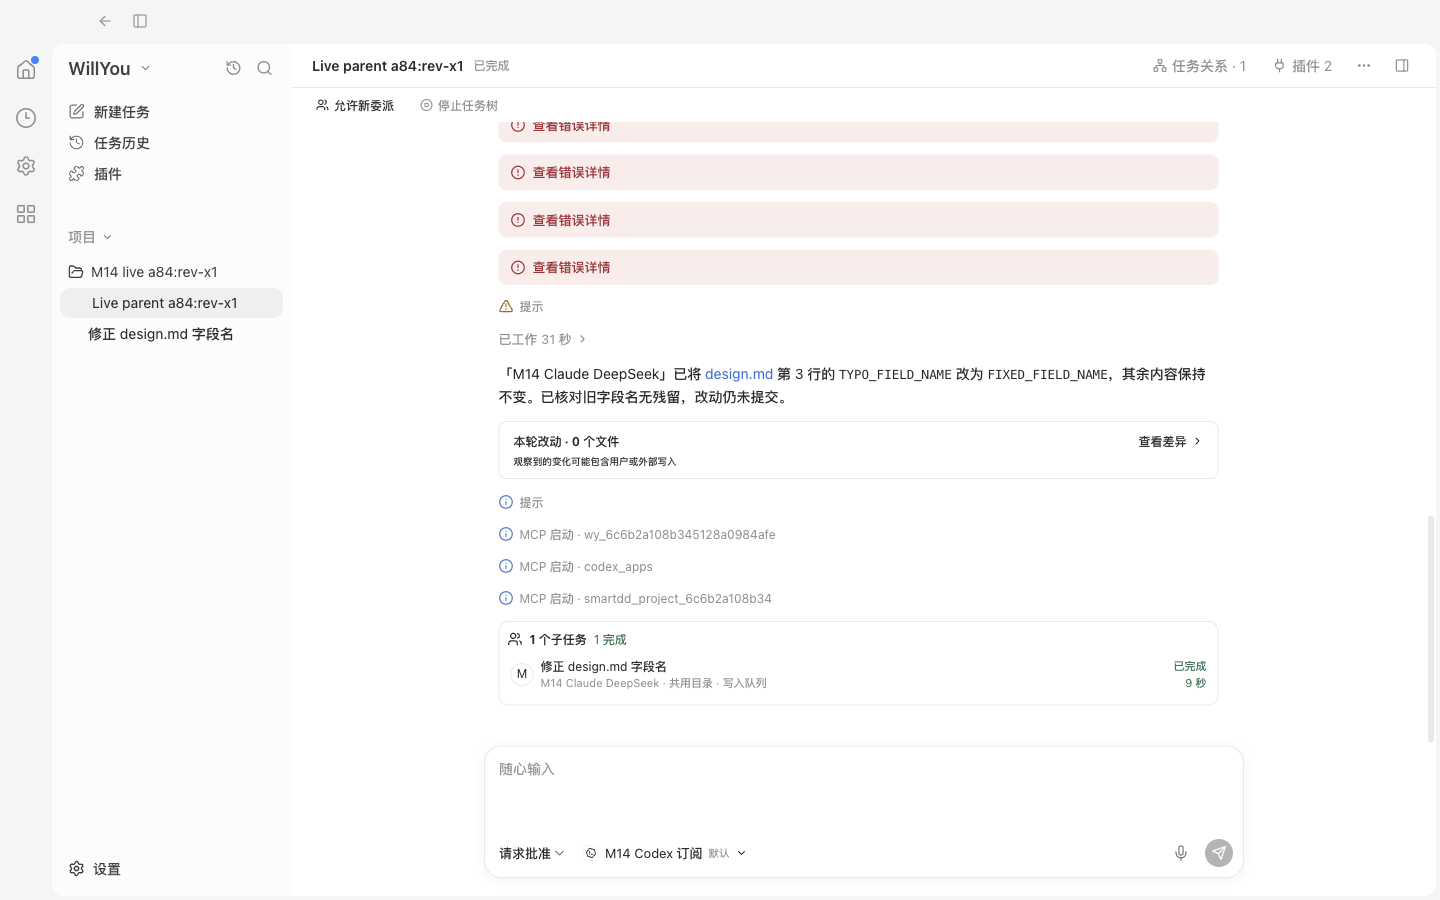 WillYou
新建任务
任务历史
插件
项目
M14 live a84:rev-x1
Live parent a84:rev-x1
修正 design.md 字段名
设置
Live parent a84:rev-x1 已完成
任务关系 · 1 插件 2
允许新委派 停止任务树
查看错误详情
查看错误详情
查看错误详情
查看错误详情
提示
已工作 31 秒
「M14 Claude DeepSeek」已将 design.md 第 3 行的 TYPO_FIELD_NAME 改为 FIXED_FIELD_NAME，其余内容保持
不变。已核对旧字段名无残留，改动仍未提交。
本轮改动 · 0 个文件 查看差异
观察到的变化可能包含用户或外部写入
提示
MCP 启动 · wy_6c6b2a108b345128a0984afe
MCP 启动 · codex_apps
MCP 启动 · smartdd_project_6c6b2a108b34
1 个子任务 1 完成
M
修正 design.md 字段名 已完成
M14 Claude DeepSeek · 共用目录 · 写入队列 9 秒
随心输入
请求批准 M14 Codex 订阅 默认